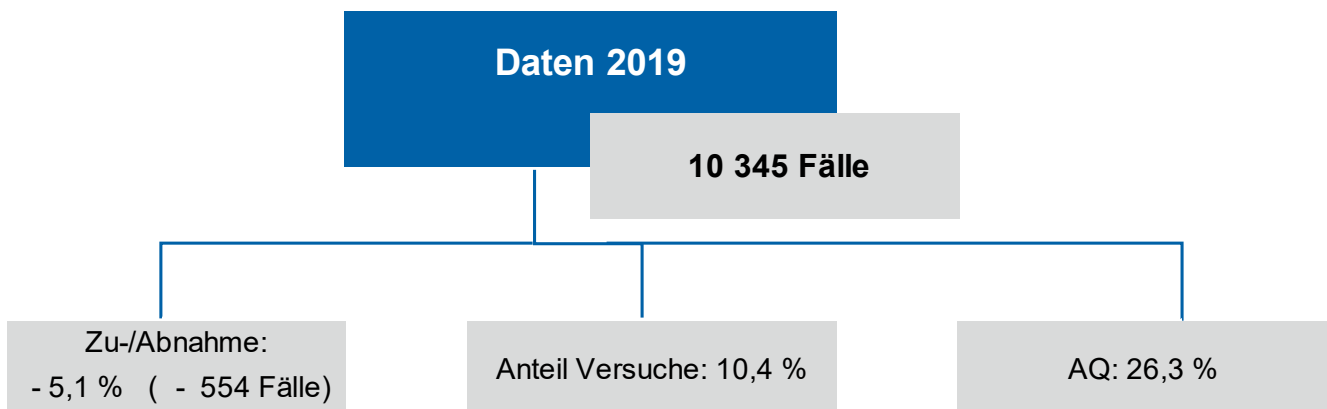 Daten 2019
10 345 Fälle
Zu-/Abnahme:
- 5,1 % ( - 554 Fälle)
Anteil Versuche: 10,4 %
AQ: 26,3 %